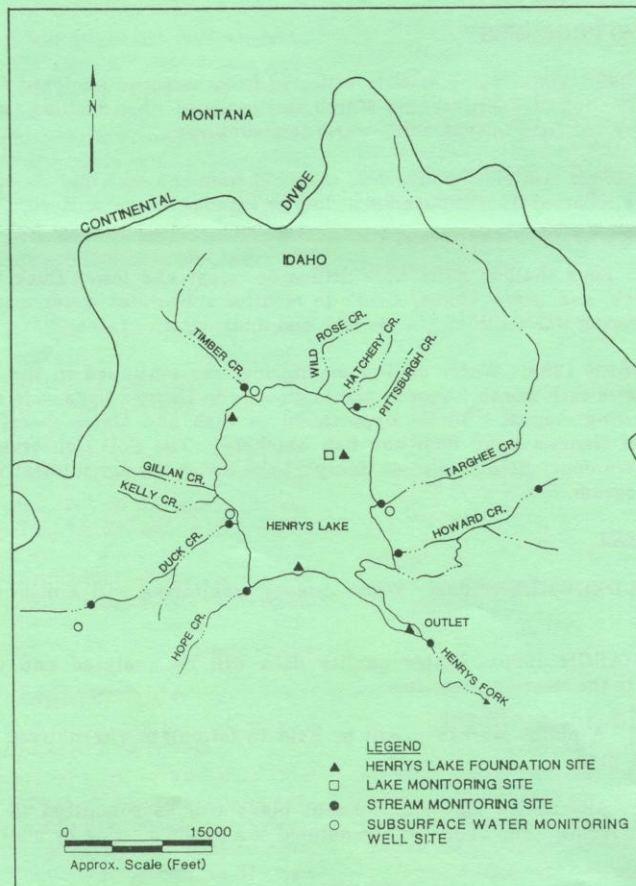 N
MONTANA
CONTINENTAL
DIVIDE
IDAHO
TIMBER CR.
WILD ROSE CR.
HATCHERY CR.
PITTSBURGH CR.
TARGHEE CR.
GILLAN CR.
KELLY CR.
HOWARD CR.
HENRYS LAKE
DUCK CR.
HOPE CR.
OUTLET
HENRYS FORK
LEGEND
▲ HENRYS LAKE FOUNDATION SITE
□ LAKE MONITORING SITE
● STREAM MONITORING SITE
○ SUBSURFACE WATER MONITORING
WELL SITE
0 15000
Approx. Scale (Feet)